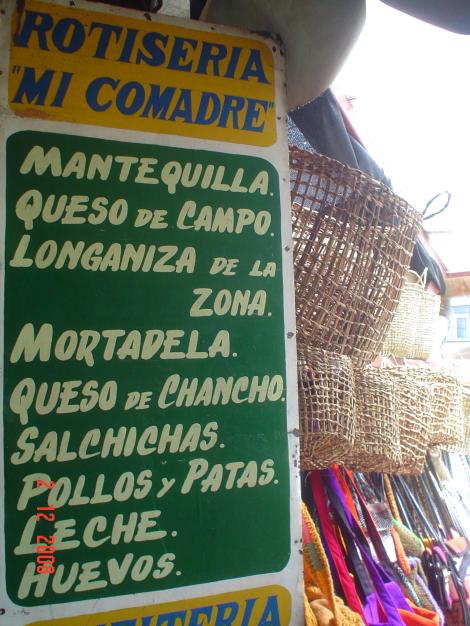 ROTISERIA
"MI COMADRE"
MANTEQUILLA.
QUESO DE CAMPO.
LONGANIZA DE LA
ZONA.
MORTADELA.
QUESO DE CHANCHO.
SALCHICHAS.
POLLOS Y PATAS.
LECHE.
HUEVOS.
2 12 2008